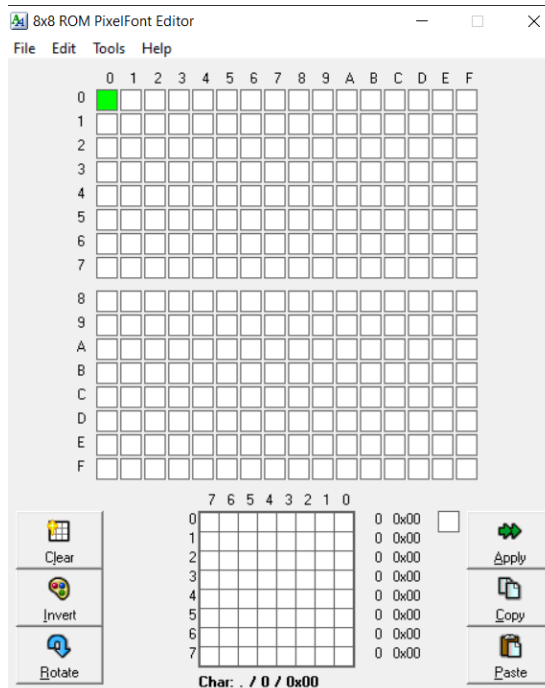 8x8 ROM PixelFont Editor
File Edit Tools Help
0 1 2 3 4 5 6 7 8 9 A B C D E F
0
1
2
3
4
5
6
7
8
9
A
B
C
D
E
F
7 6 5 4 3 2 1 0
0 0 0x00
1 0 0x00
2 0 0x00
3 0 0x00
4 0 0x00
5 0 0x00
6 0 0x00
7 0 0x00
Clear
Invert
Rotate
Apply
Copy
Paste
Char: . / 0 / 0x00